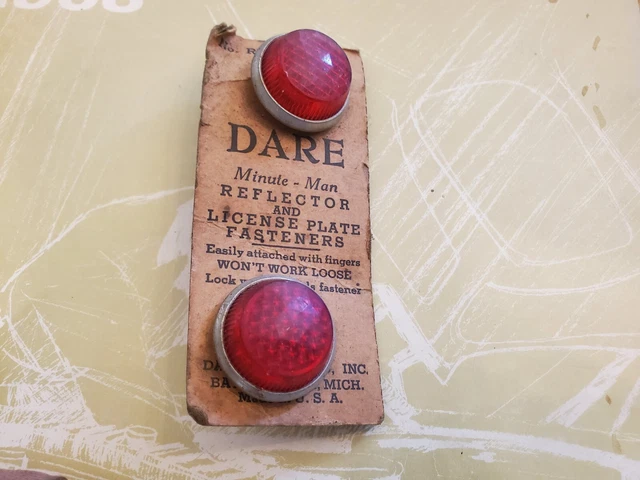 DARE
Minute - Man
REFLECTOR
AND
LICENSE PLATE
FASTENERS
Easily attached with fingers
WON'T WORK LOOSE
Lock fastener
INC.
MICH.
U. S. A.